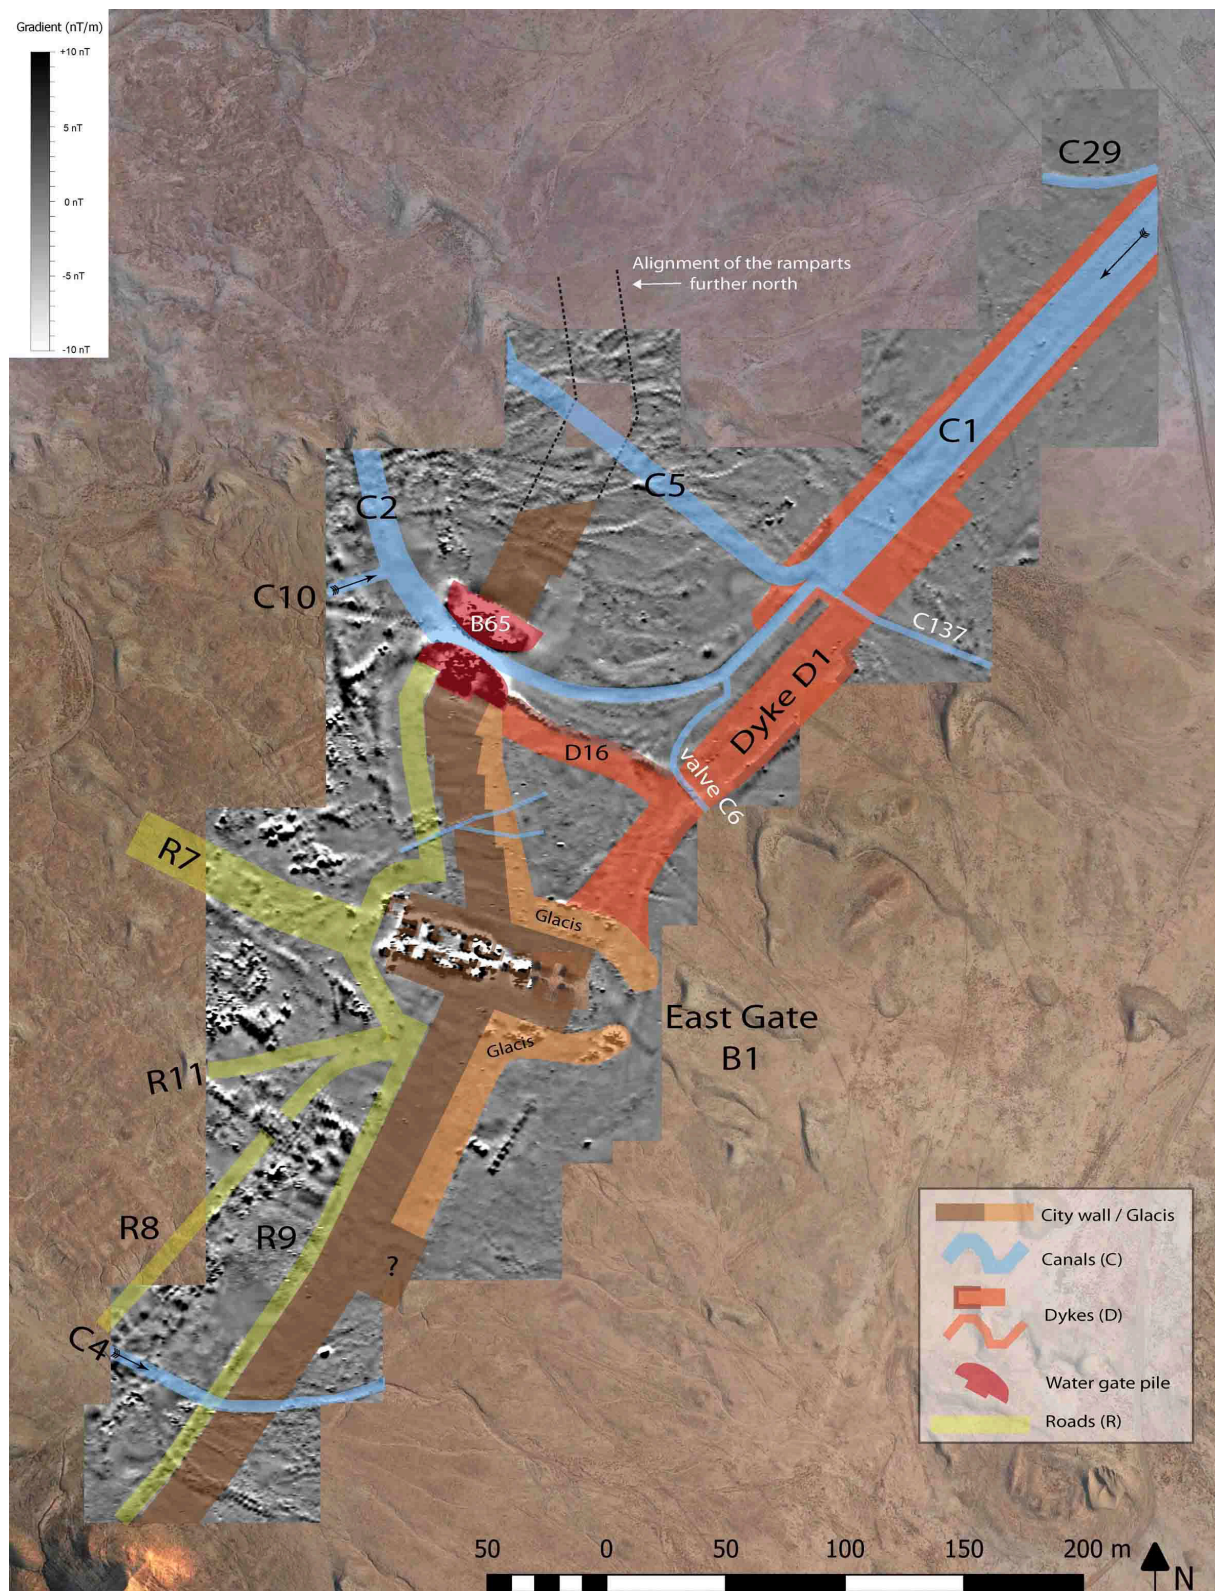 Gradient (nT/m)
+10 nT
5 nT
0 nT
-5 nT
-10 nT
C29
Alignment of the ramparts
further north
C1
C5
C2
C10
B65
C137
Dyke D1
D16
valve C6
R7
Glacis
East Gate
B1
Glacis
R11
R8
R9
?
C4
City wall / Glacis
Canals (C)
Dykes (D)
Water gate pile
Roads (R)
50 0 50 100 150 200 m
N